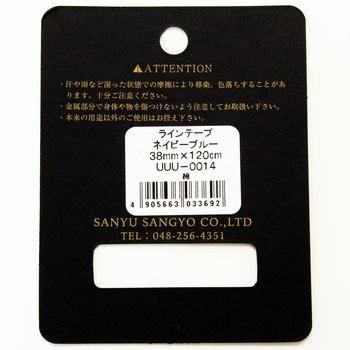 ⚠ATTENTION
・汗や雨など湿った状態での摩擦により移染、色落ちすることがあ
ります。十分ご注意ください。
・金属部分で身体や物を傷つけないよう注意してお取扱い下さい。
・本来の用途以外のご使用はお控え下さい。
ラインテープ
ネイビーブルー
38mm×120cm
UUU-0014
綿
4 905663 033692
SANYU SANGYO CO.,LTD
TEL：048-256-4351